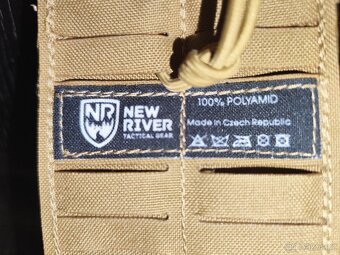 NR
NEW
RIVER
TACTICAL GEAR
100% POLYAMID
Made in Czech Republic